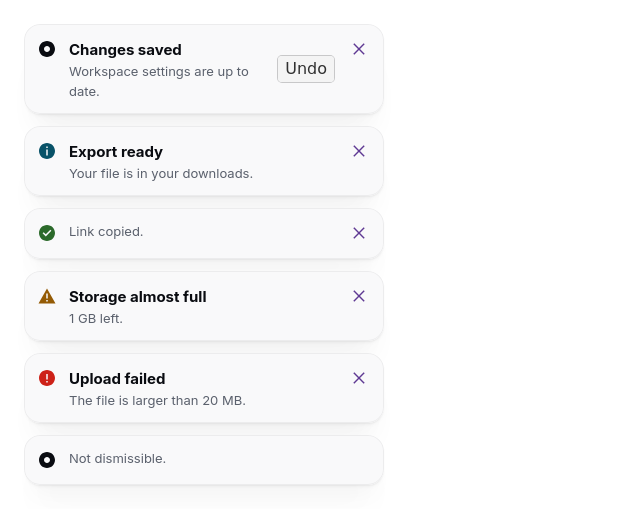 Changes saved
Workspace settings are up to
date.
Undo
Export ready
Your file is in your downloads.
Link copied.
Storage almost full
1 GB left.
Upload failed
The file is larger than 20 MB.
Not dismissible.